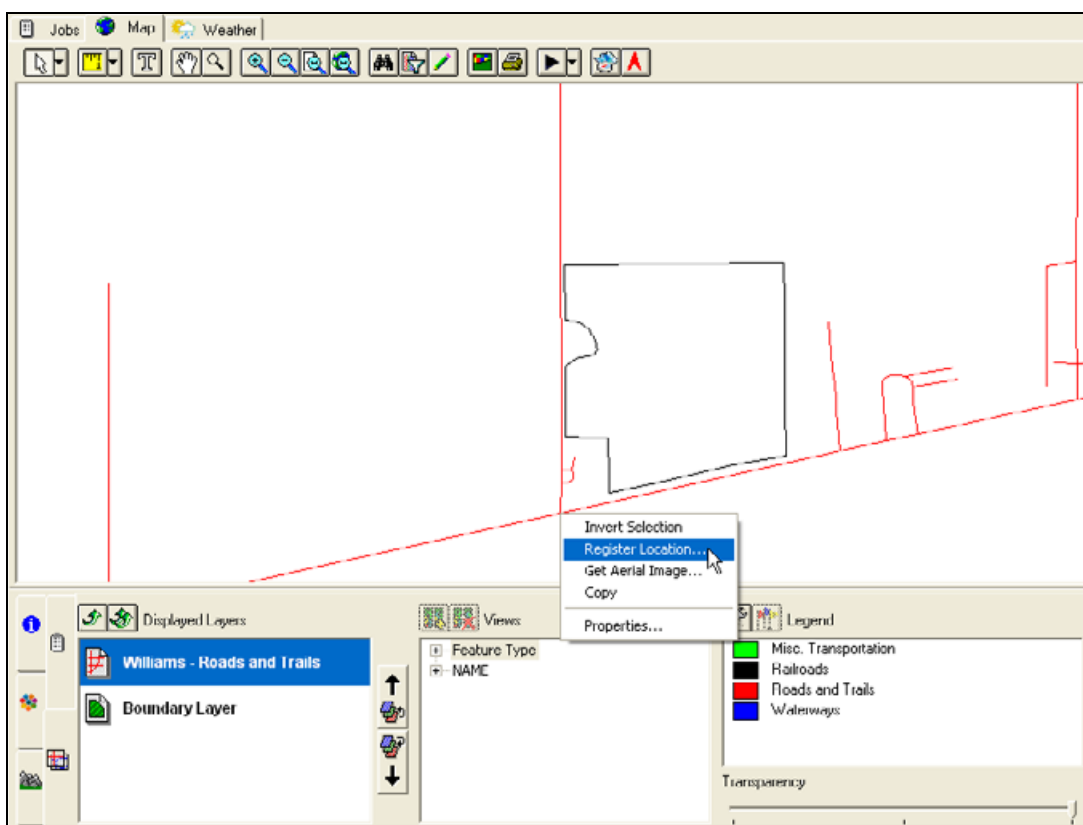 Jobs Map Weather
T
Invert Selection
Register Location...
Get Aerial Image...
Copy
Properties...
Displayed Layers
Williams - Roads and Trails
Boundary Layer
Views
Feature Type
NAME
Legend
Misc. Transportation
Railroads
Roads and Trails
Waterways
Transparency